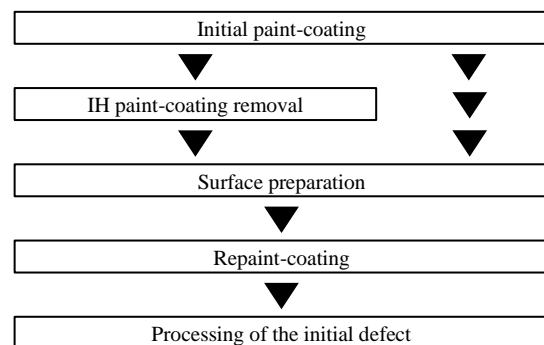 Initial paint-coating
IH paint-coating removal
Surface preparation
Repaint-coating
Processing of the initial defect